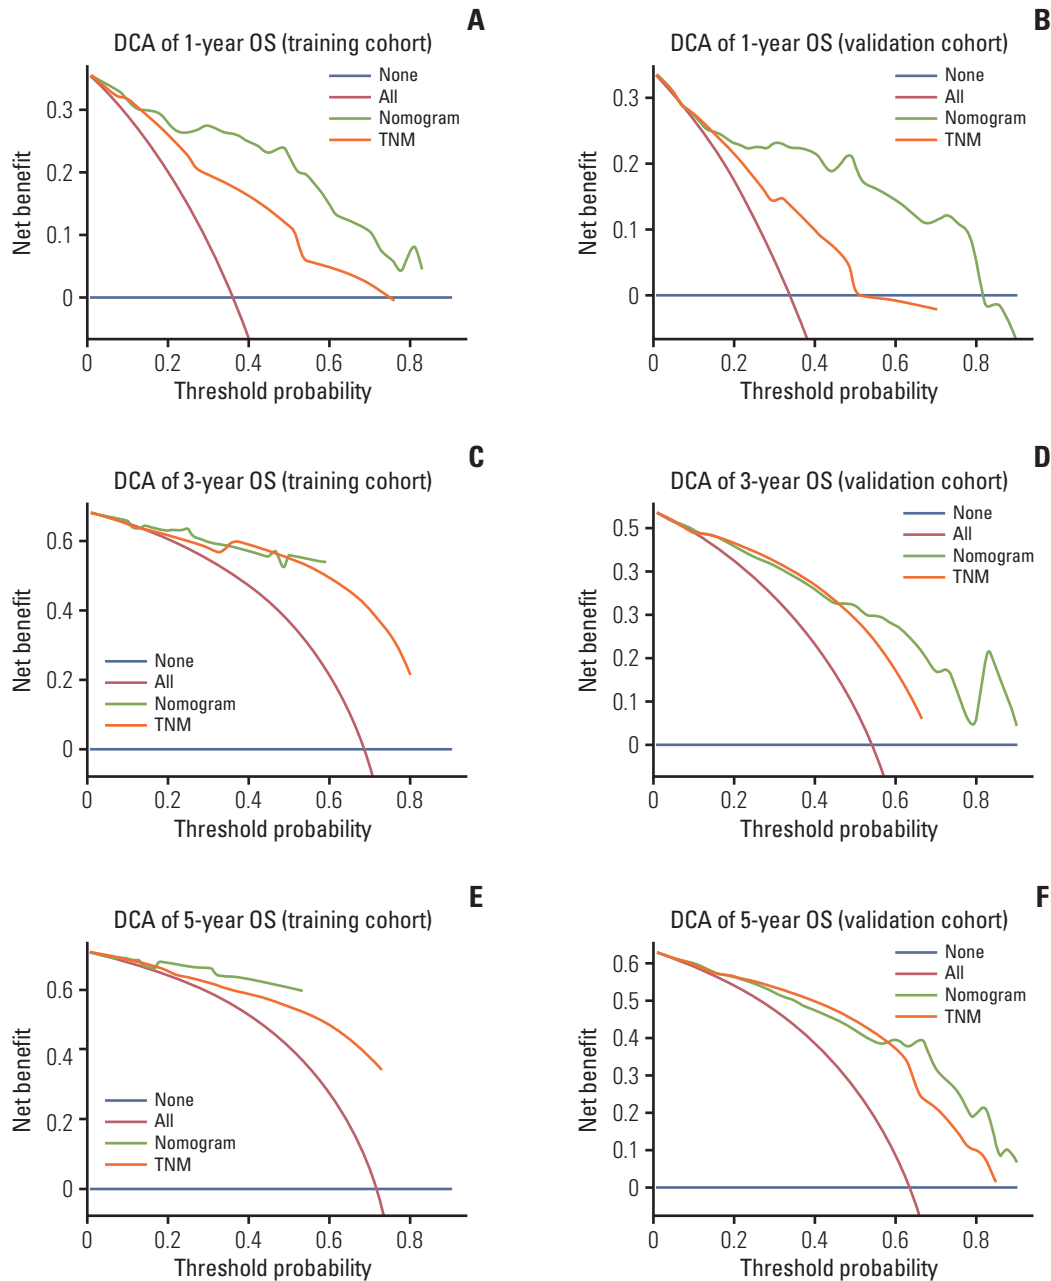 A
DCA of 1-year OS (training cohort)
None
All
Nomogram
TNM
Net benefit
0.3
0.2
0.1
0
0 0.2 0.4 0.6 0.8
Threshold probability
B
DCA of 1-year OS (validation cohort)
None
All
Nomogram
TNM
Net benefit
0.3
0.2
0.1
0
0 0.2 0.4 0.6 0.8
Threshold probability
C
DCA of 3-year OS (training cohort)
Net benefit
0.6
0.4
0.2
0
None
All
Nomogram
TNM
0 0.2 0.4 0.6 0.8
Threshold probability
D
DCA of 3-year OS (validation cohort)
None
All
Nomogram
TNM
Net benefit
0.5
0.3
0.3
0.2
0.1
0
0 0.2 0.4 0.6 0.8
Threshold probability
E
DCA of 5-year OS (training cohort)
Net benefit
0.6
0.4
0.2
0
None
All
Nomogram
TNM
0 0.2 0.4 0.6 0.8
Threshold probability
F
DCA of 5-year OS (validation cohort)
None
All
Nomogram
TNM
Net benefit
0.6
0.5
0.4
0.3
0.2
0.1
0
0 0.2 0.4 0.6 0.8
Threshold probability